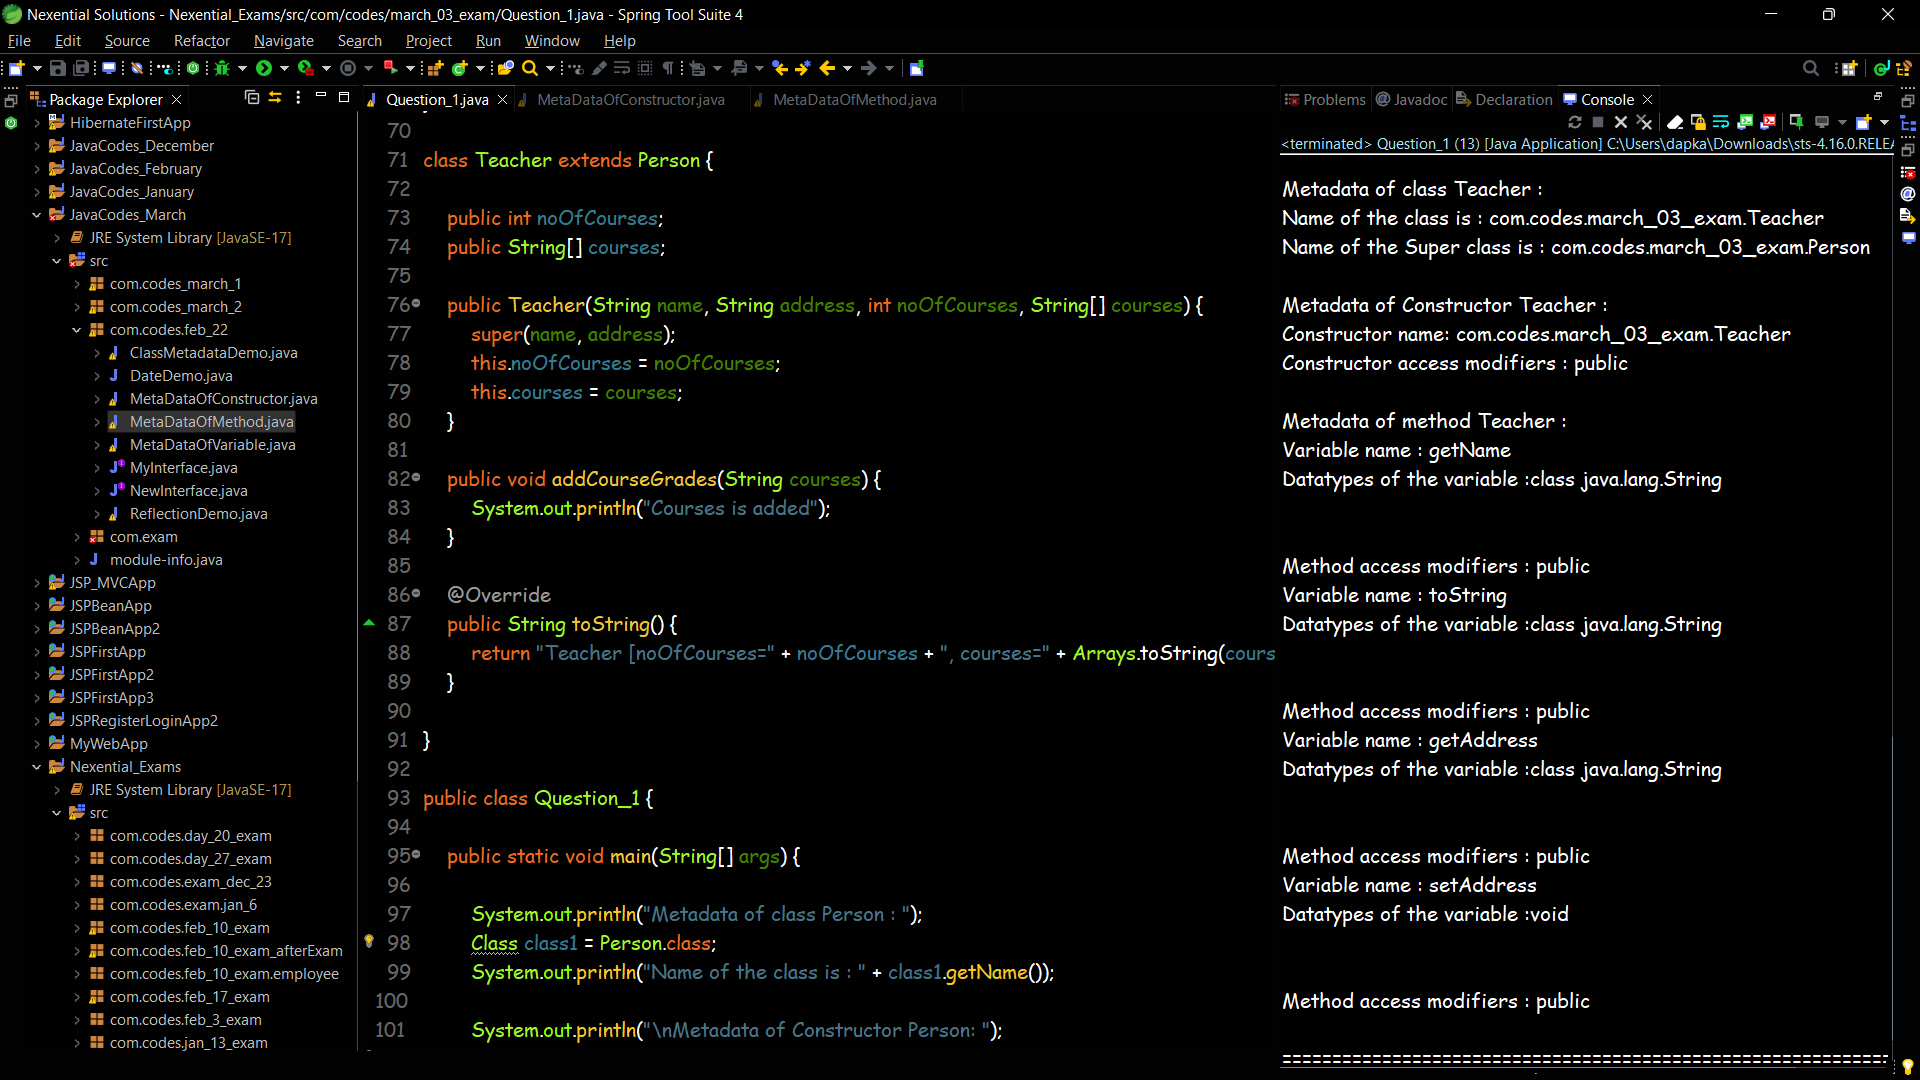 Nexential Solutions - Nexential_Exams/src/com/codes/march_03_exam/Question_1.java - Spring Tool Suite 4
File Edit Source Refactor Navigate Search Project Run Window Help
Package Explorer
HibernateFirstApp
JavaCodes_December
JavaCodes_February
JavaCodes_January
JavaCodes_March
JRE System Library [JavaSE-17]
src
com.codes_march_1
com.codes_march_2
com.codes.feb_22
ClassMetadataDemo.java
DateDemo.java
MetaDataOfConstructor.java
MetaDataOfMethod.java
MetaDataOfVariable.java
MyInterface.java
NewInterface.java
ReflectionDemo.java
com.exam
module-info.java
JSP_MVCApp
JSPBeanApp
JSPBeanApp2
JSPFirstApp
JSPFirstApp2
JSPFirstApp3
JSPRegisterLoginApp2
MyWebApp
Nexential_Exams
JRE System Library [JavaSE-17]
src
com.codes.day_20_exam
com.codes.day_27_exam
com.codes.exam_dec_23
com.codes.exam.jan_6
com.codes.feb_10_exam
com.codes.feb_10_exam_afterExam
com.codes.feb_10_exam.employee
com.codes.feb_17_exam
com.codes.feb_3_exam
com.codes.jan_13_exam
Question_1.java MetaDataOfConstructor.java MetaDataOfMethod.java
70
71 class Teacher extends Person {
72
73 public int noOfCourses;
74 public String[] courses;
75
76 public Teacher(String name, String address, int noOfCourses, String[] courses) {
77 super(name, address);
78 this.noOfCourses = noOfCourses;
79 this.courses = courses;
80 }
81
82 public void addCourseGrades(String courses) {
83 System.out.println("Courses is added");
84 }
85
86 @Override
87 public String toString() {
88 return "Teacher [noOfCourses=" + noOfCourses + ", courses=" + Arrays.toString(cours
89 }
90
91 }
92
93 public class Question_1 {
94
95 public static void main(String[] args) {
96
97 System.out.println("Metadata of class Person : ");
98 Class class1 = Person.class;
99 System.out.println("Name of the class is : " + class1.getName());
100
101 System.out.println("\nMetadata of Constructor Person: ");
Problems @ Javadoc Declaration Console
<terminated> Question_1 (13) [Java Application] C:\Users\dapka\Downloads\sts-4.16.0.RELEA
Metadata of class Teacher :
Name of the class is : com.codes.march_03_exam.Teacher
Name of the Super class is : com.codes.march_03_exam.Person
Metadata of Constructor Teacher :
Constructor name: com.codes.march_03_exam.Teacher
Constructor access modifiers : public
Metadata of method Teacher :
Variable name : getName
Datatypes of the variable :class java.lang.String
Method access modifiers : public
Variable name : toString
Datatypes of the variable :class java.lang.String
Method access modifiers : public
Variable name : getAddress
Datatypes of the variable :class java.lang.String
Method access modifiers : public
Variable name : setAddress
Datatypes of the variable :void
Method access modifiers : public
=============================================================